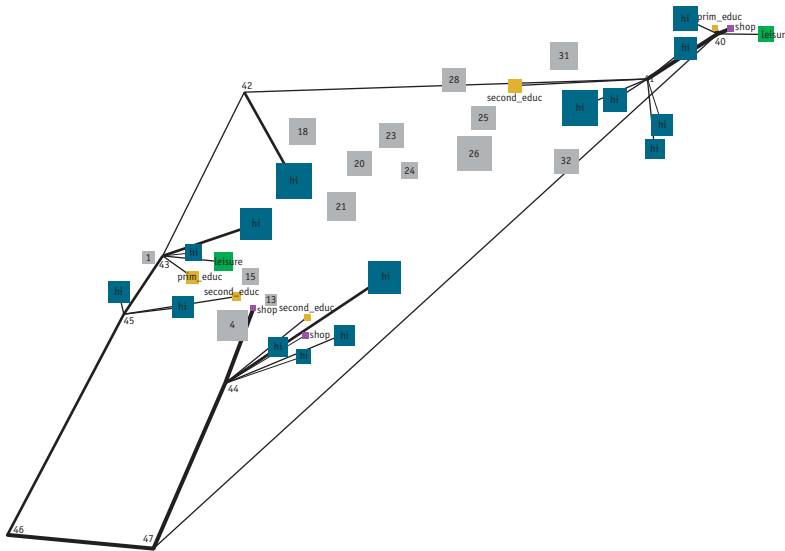 hi
prim_educ
shop
40
leisure
hi
31
28
41
second_educ
hi
hi
42
25
hi
18
23
hi
26
20
32
24
hi
21
hi
hi
1
43
leisure
prim_educ
15
hi
hi
second_educ
13
hi
shop
second_educ
45
4
shop
hi
hi
hi
44
46
47